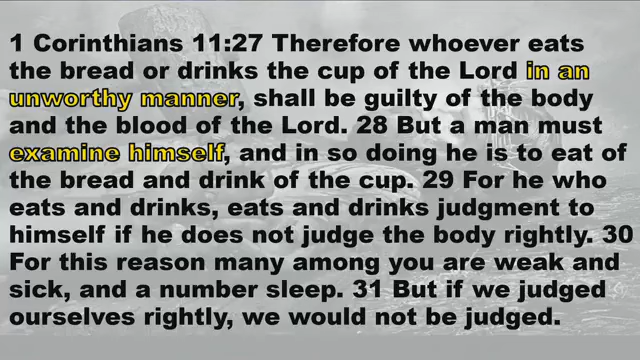 1 Corinthians 11:27 Therefore whoever eats
the bread or drinks the cup of the Lord in an
unworthy manner, shall be guilty of the body
and the blood of the Lord. 28 But a man must
examine himself, and in so doing he is to eat of
the bread and drink of the cup. 29 For he who
eats and drinks, eats and drinks judgment to
himself if he does not judge the body rightly. 30
For this reason many among you are weak and
sick, and a number sleep. 31 But if we judged
ourselves rightly, we would not be judged.